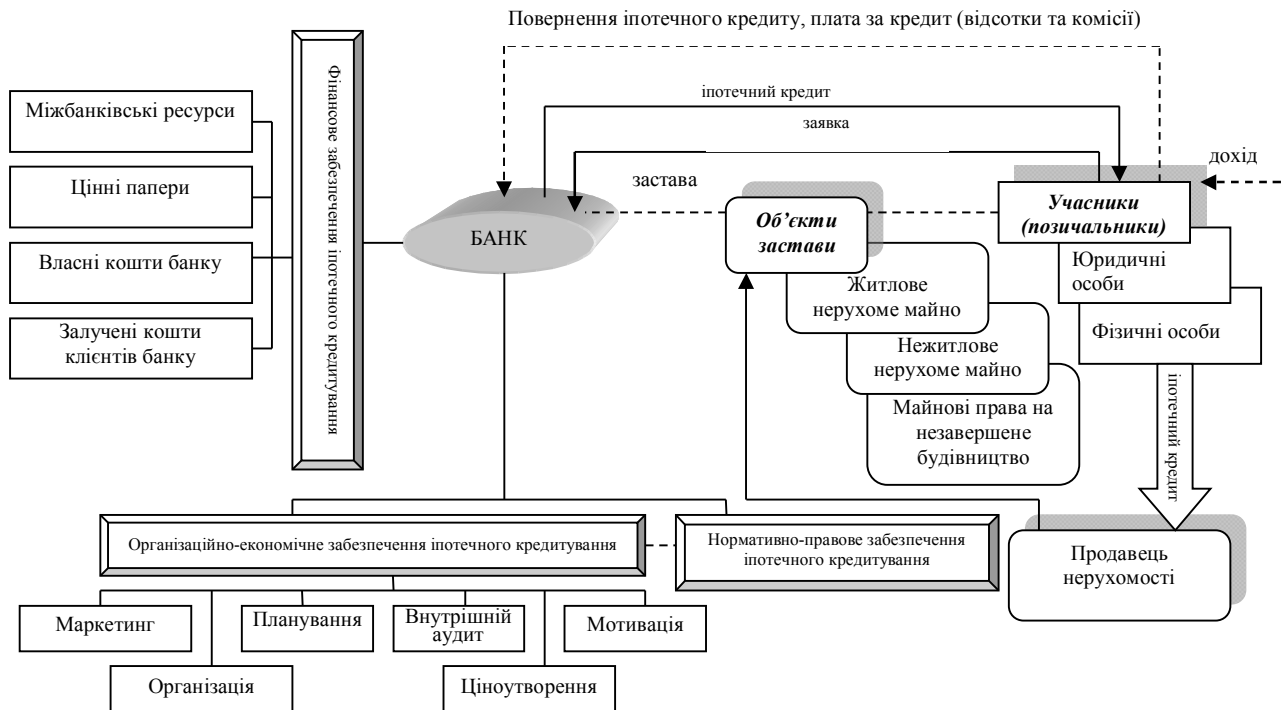 Повернення іпотечного кредиту, плата за кредит (відсотки та комісії)
Міжбанківські ресурси
Цінні папери
Власні кошти банку
Залучені кошти
клієнтів банку
Фінансове забезпечення іпотечного кредитування
іпотечний кредит
заявка
застава
дохід
БАНК
Об’єкти
застави
Житлове
нерухоме майно
Нежитлове
нерухоме майно
Майнові права на
незавершене
будівництво
Учасники
(позичальники)
Юридичні
особи
Фізичні особи
іпотечний кредит
Продавець
нерухомості
Організаційно-економічне забезпечення іпотечного кредитування
Нормативно-правове забезпечення
іпотечного кредитування
Маркетинг
Планування
Внутрішній
аудит
Мотивація
Організація
Ціноутворення